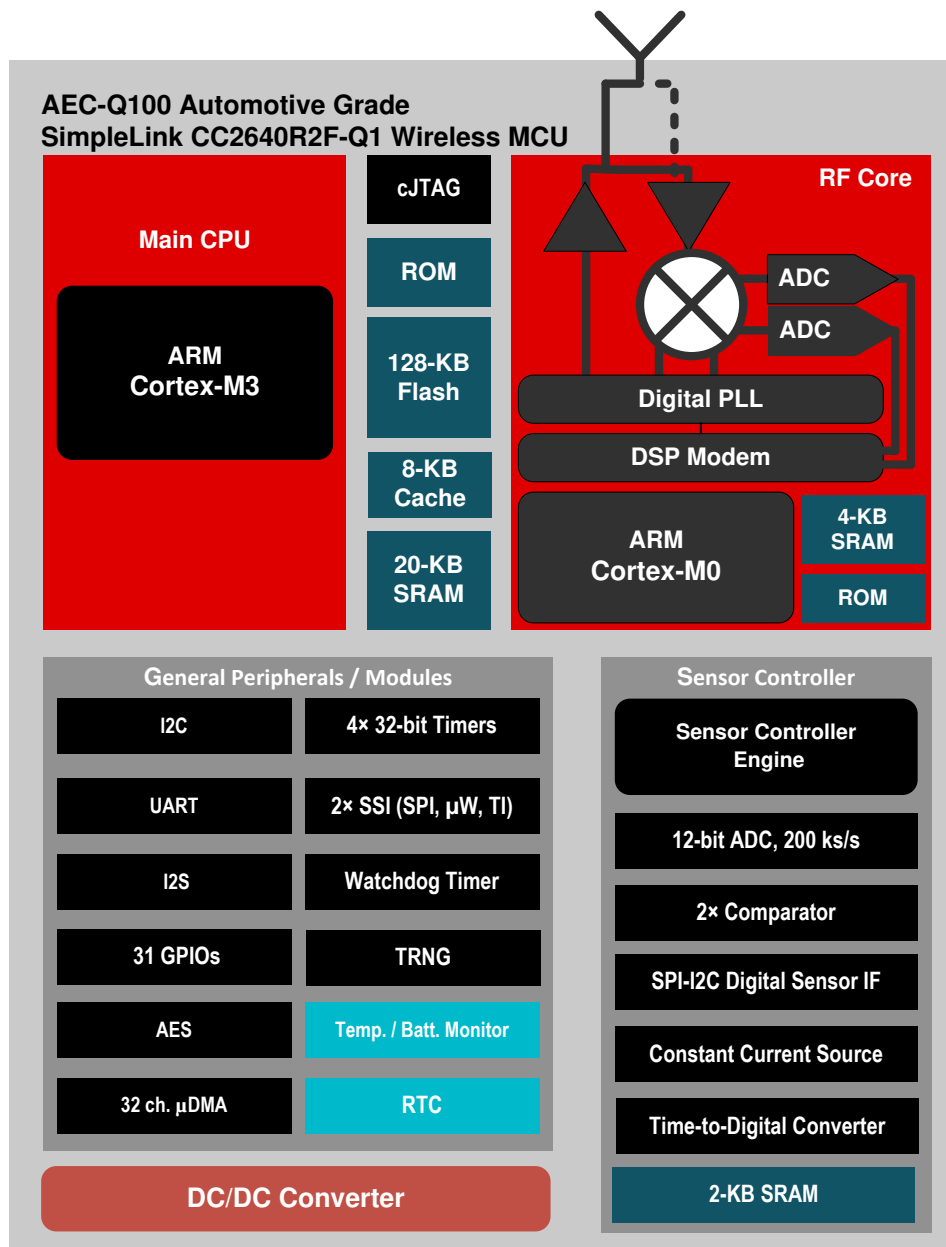 AEC-Q100 Automotive Grade
SimpleLink CC2640R2F-Q1 Wireless MCU
Main CPU
ARM
Cortex-M3
cJTAG
ROM
128-KB
Flash
8-KB
Cache
20-KB
SRAM
RF Core
ADC
ADC
Digital PLL
DSP Modem
ARM
Cortex-M0
4-KB
SRAM
ROM
General Peripherals / Modules
I2C
4× 32-bit Timers
UART
2× SSI (SPI, µW, TI)
I2S
Watchdog Timer
31 GPIOs
TRNG
AES
Temp. / Batt. Monitor
32 ch. µDMA
RTC
Sensor Controller
Sensor Controller
Engine
12-bit ADC, 200 ks/s
2× Comparator
SPI-I2C Digital Sensor IF
Constant Current Source
Time-to-Digital Converter
2-KB SRAM
DC/DC Converter